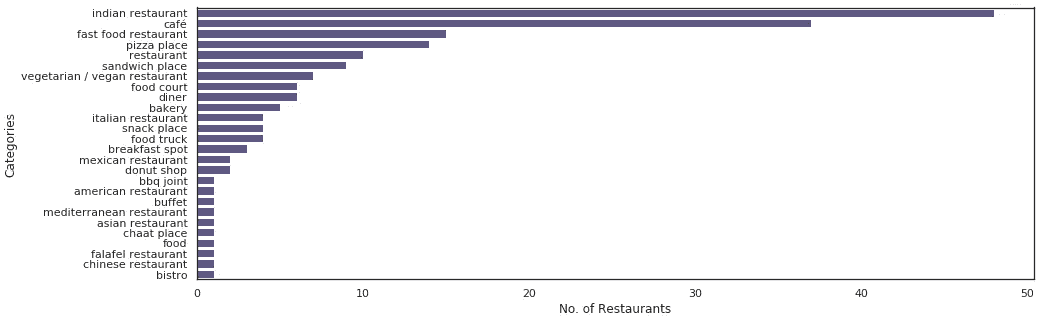 indian restaurant
café
fast food restaurant
pizza place
restaurant
sandwich place
vegetarian / vegan restaurant
food court
diner
bakery
italian restaurant
snack place
food truck
breakfast spot
mexican restaurant
donut shop
bbq joint
american restaurant
buffet
mediterranean restaurant
asian restaurant
chaat place
food
falafel restaurant
chinese restaurant
bistro
Categories
0 10 20 30 40 50
No. of Restaurants